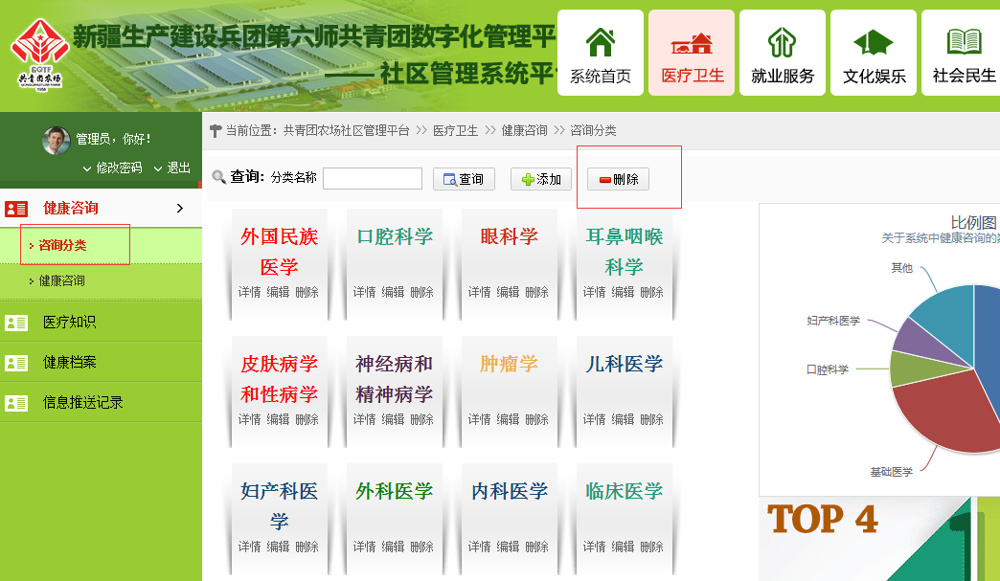 新疆生产建设兵团第六师共青团数字化管理平
——社区管理系统平台
GQTF
共青团农场
系统首页
医疗卫生
就业服务
文化娱乐
社会民生
管理员，你好！
修改密码 退出
当前位置：共青团农场社区管理平台 >> 医疗卫生 >> 健康咨询 >> 咨询分类
查询：分类名称 查询 添加 删除
健康咨询
咨询分类
健康咨询
医疗知识
健康档案
信息推送记录
外国民族
医学
详情 编辑 删除
口腔科学
详情 编辑 删除
眼科学
详情 编辑 删除
耳鼻咽喉
科学
详情 编辑 删除
皮肤病学
和性病学
详情 编辑 删除
神经病和
精神病学
详情 编辑 删除
肿瘤学
详情 编辑 删除
儿科医学
详情 编辑 删除
妇产科医
学
详情 编辑 删除
外科医学
详情 编辑 删除
内科医学
详情 编辑 删除
临床医学
详情 编辑 删除
比例图
关于系统中健康咨询的
其他
妇产科医学
口腔科学
基础医学
TOP 4